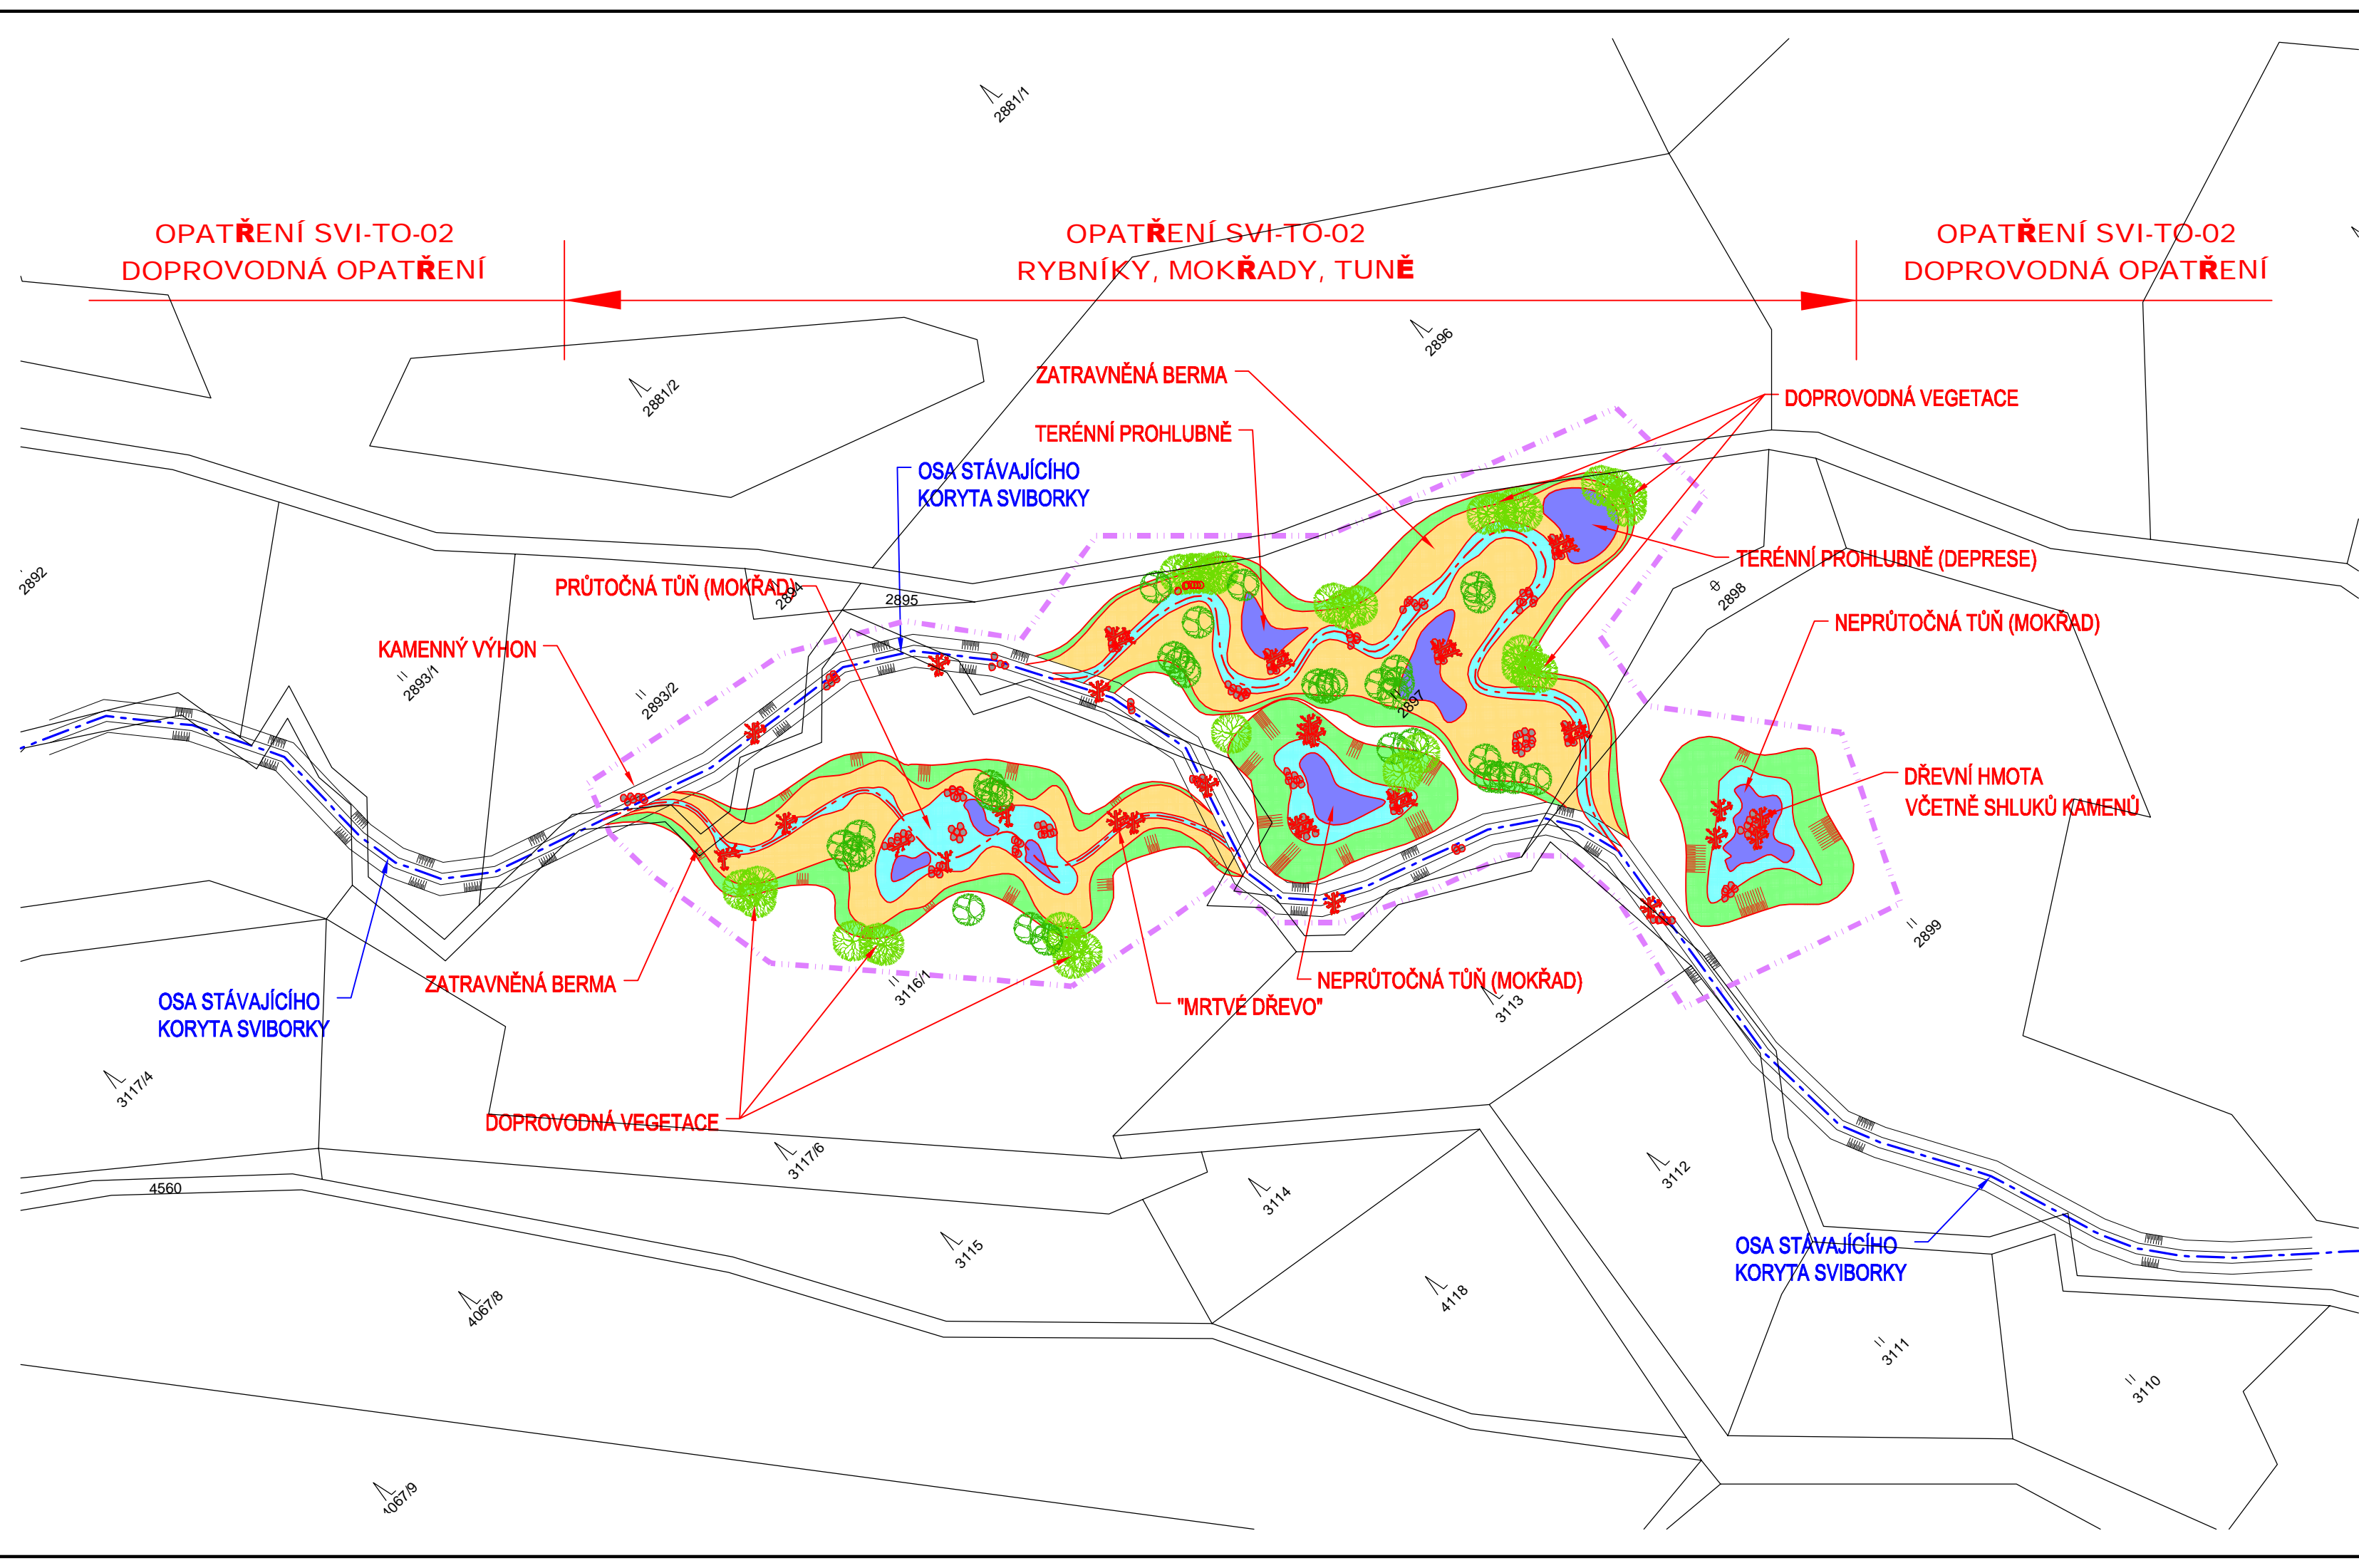 2881/1
OPATŘENÍ SVI-TO-02
DOPROVODNÁ OPATŘENÍ
OPATŘENÍ SVI-TO-02
RYBNÍKY, MOKŘADY, TUNĚ
OPATŘENÍ SVI-TO-02
DOPROVODNÁ OPATŘENÍ
2896
2881/2
ZATRAVNĚNÁ BERMA
DOPROVODNÁ VEGETACE
TERÉNNÍ PROHLUBNĚ
OSA STÁVAJÍCÍHO
KORYTA SVIBORKY
TERÉNNÍ PROHLUBNĚ (DEPRESE)
2892
PRŮTOČNÁ TŮŇ (MOKŘAD)
2894
2895
2898
NEPRŮTOČNÁ TŮŇ (MOKŘAD)
KAMENNÝ VÝHON
2893/1
2893/2
2897
DŘEVNÍ HMOTA
VČETNĚ SHLUKŮ KAMENŮ
2899
ZATRAVNĚNÁ BERMA
3116/1
NEPRŮTOČNÁ TŮŇ (MOKŘAD)
OSA STÁVAJÍCÍHO
KORYTA SVIBORKY
"MRTVÉ DŘEVO"
3113
3117/4
DOPROVODNÁ VEGETACE
3117/6
4560
3114
3112
3115
OSA STÁVAJÍCÍHO
KORYTA SVIBORKY
4067/8
4118
3111
3110
4067/9